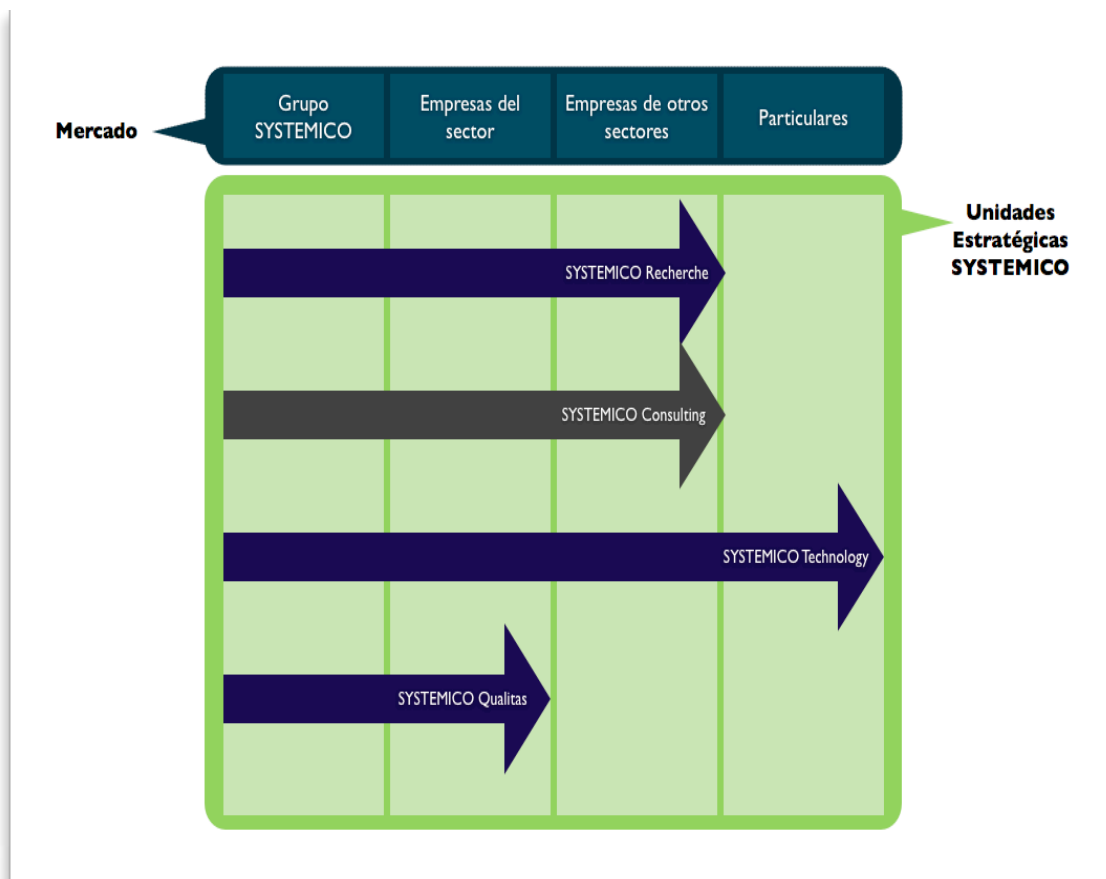 Mercado
Grupo
SYSTEMICO
Empresas del
sector
Empresas de otros
sectores
Particulares
Unidades
Estratégicas
SYSTEMICO
SYSTEMICO Recherche
SYSTEMICO Consulting
SYSTEMICO Technology
SYSTEMICO Qualitas